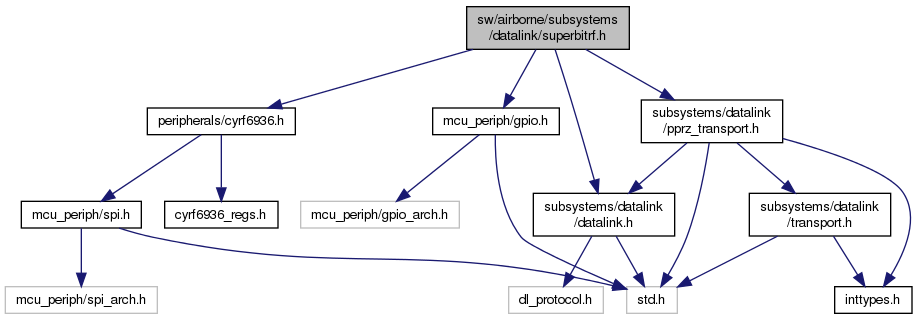 sw/airborne/subsystems
/datalink/superbitrf.h
peripherals/cyrf6936.h
mcu_periph/gpio.h
subsystems/datalink
/pprz_transport.h
mcu_periph/spi.h
cyrf6936_regs.h
mcu_periph/gpio_arch.h
subsystems/datalink
/datalink.h
subsystems/datalink
/transport.h
mcu_periph/spi_arch.h
dl_protocol.h
std.h
inttypes.h